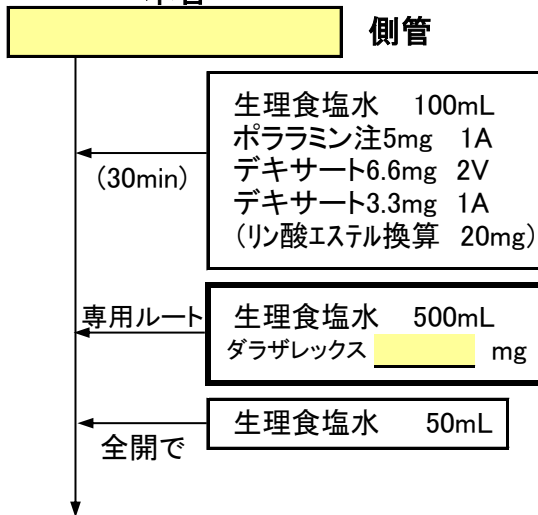 側管
生理食塩水 100mL
ポララミン注5mg 1A
デキサート6.6mg 2V
デキサート3.3mg 1A
(リン酸エステル換算 20mg)
(30min)
専用ルート
生理食塩水 500mL
ダラザレックス mg
生理食塩水 50mL
全開で